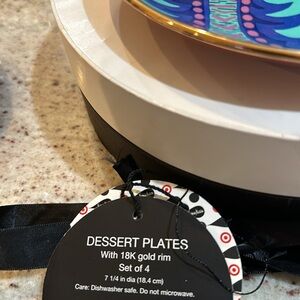 DESSERT PLATES
With 18K gold rim
Set of 4
7 1/4 in dia (18.4 cm)
Care: Dishwasher safe. Do not microwave.